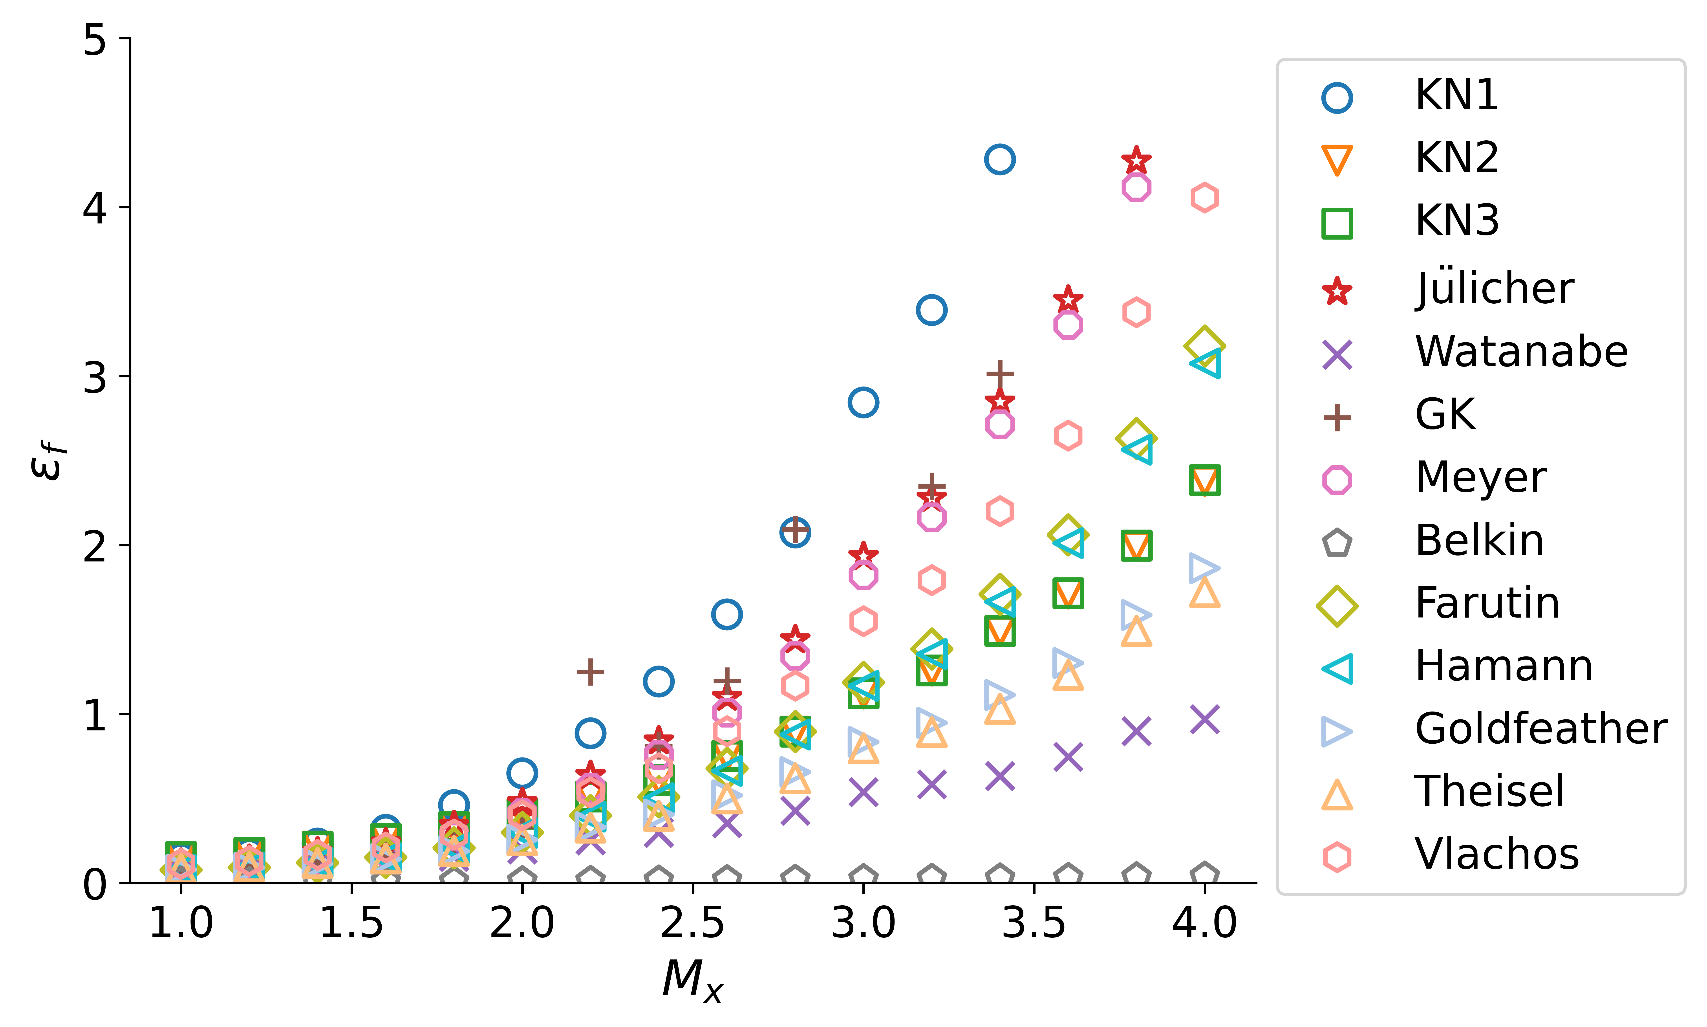 5
4
3
2
1
0
ε_f
1.0 1.5 2.0 2.5 3.0 3.5 4.0
M_x
KN1
KN2
KN3
Jülicher
Watanabe
GK
Meyer
Belkin
Farutin
Hamann
Goldfeather
Theisel
Vlachos